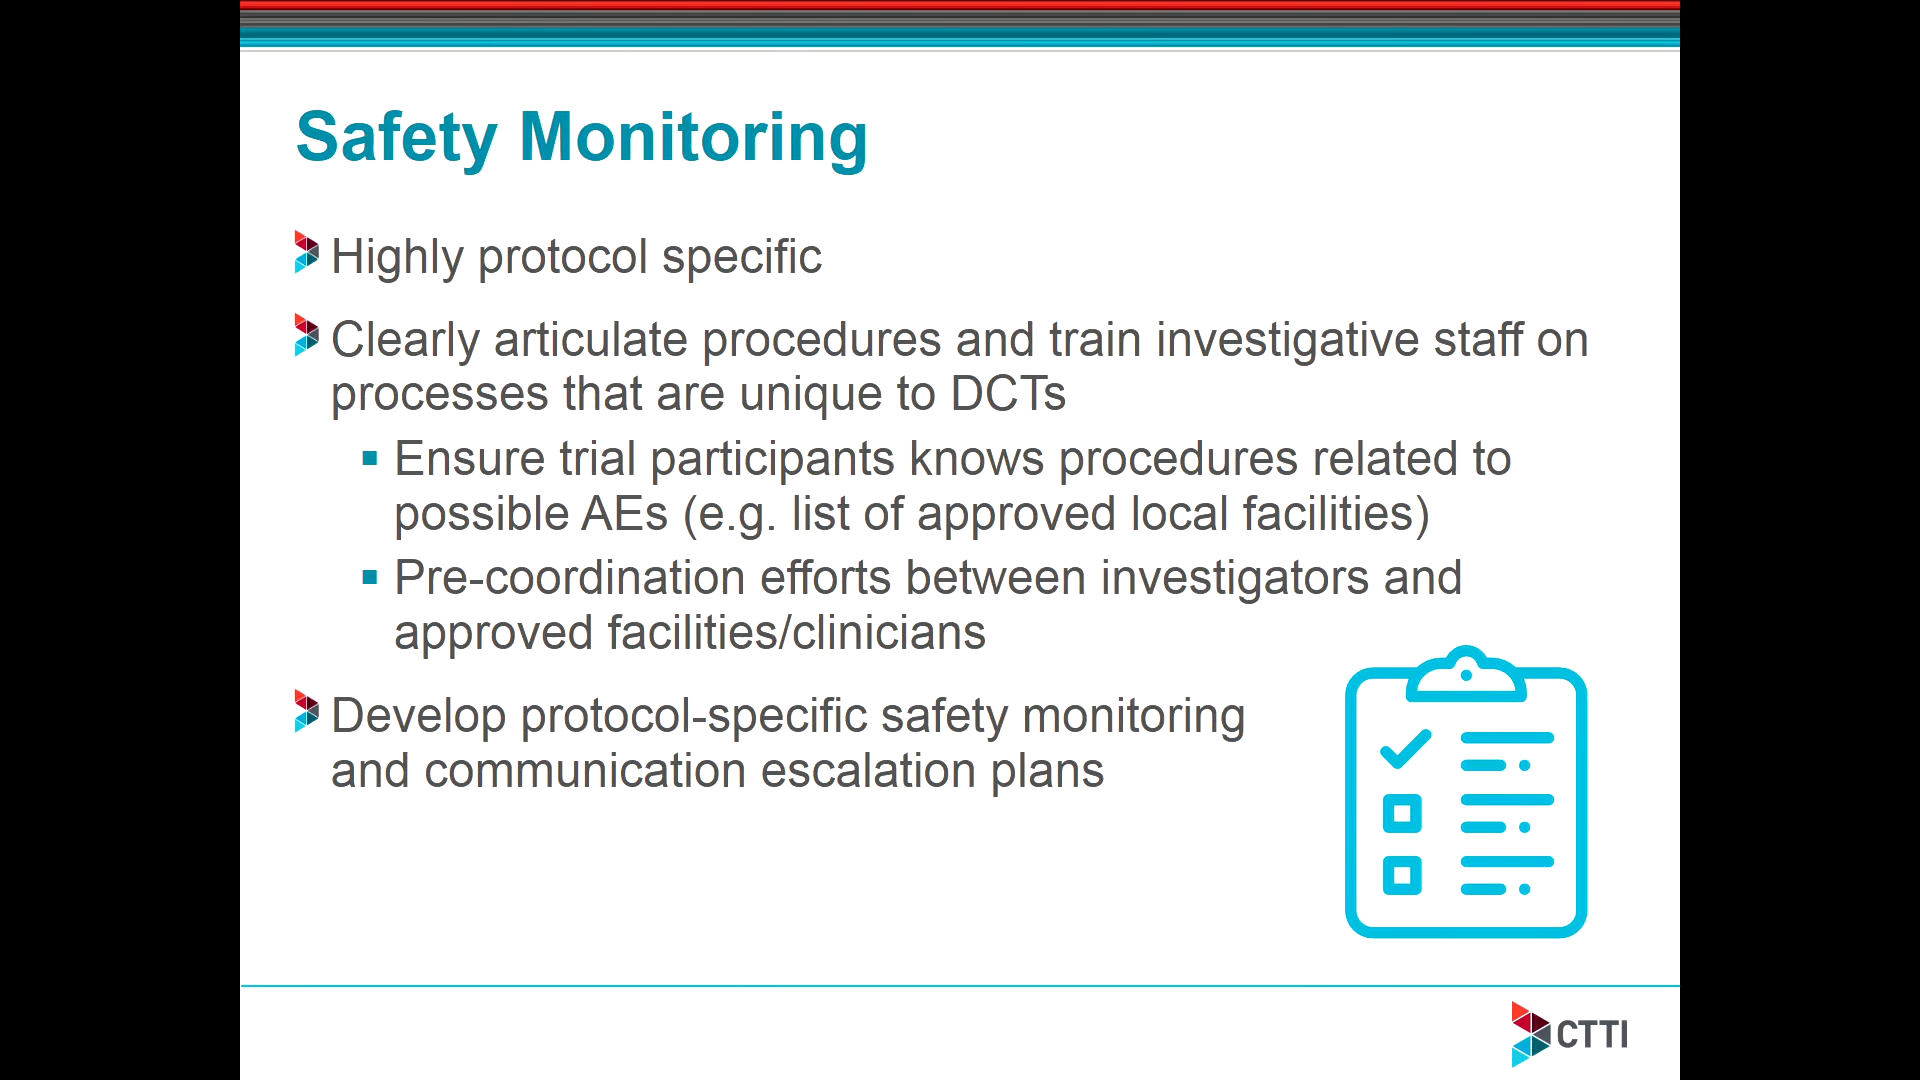 Safety Monitoring
Highly protocol specific
Clearly articulate procedures and train investigative staff on
processes that are unique to DCTs
Ensure trial participants knows procedures related to
possible AEs (e.g. list of approved local facilities)
Pre-coordination efforts between investigators and
approved facilities/clinicians
Develop protocol-specific safety monitoring
and communication escalation plans
CTTI